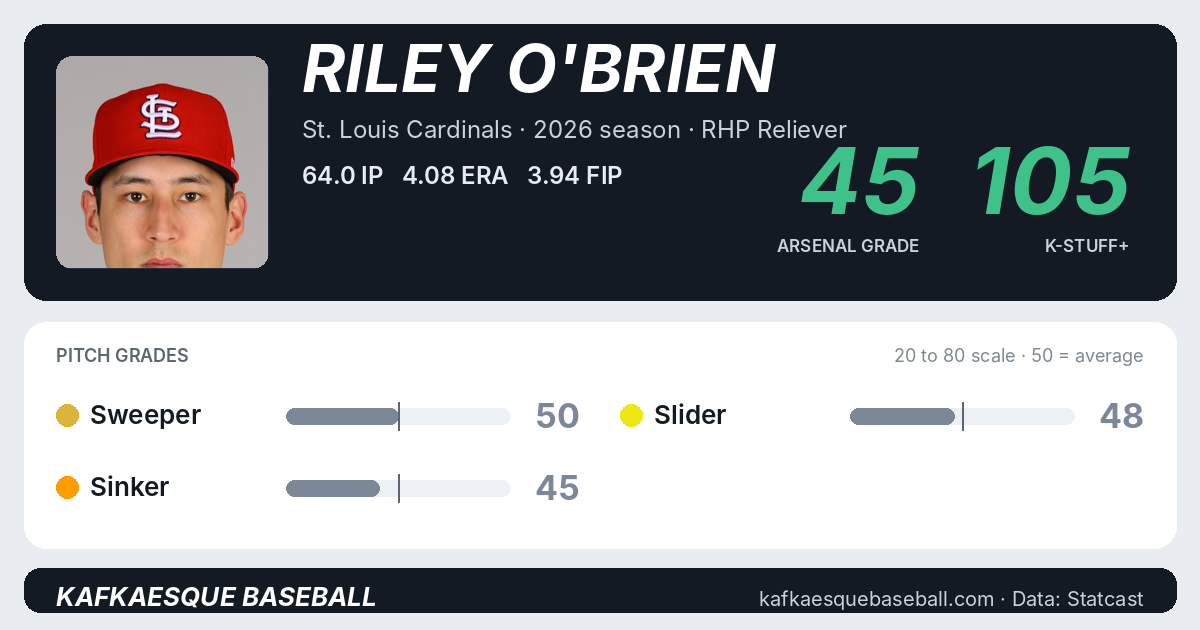 RILEY O'BRIEN
St. Louis Cardinals · 2026 season · RHP Reliever
64.0 IP 4.08 ERA 3.94 FIP
45 105
ARSENAL GRADE K-STUFF+
PITCH GRADES 20 to 80 scale · 50 = average
Sweeper 50 Slider 48
Sinker 45
KAFKAESQUE BASEBALL kafkaesquebaseball.com · Data: Statcast